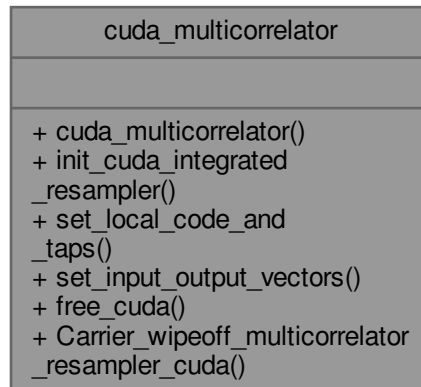 cuda_multicorrelator
+ cuda_multicorrelator()
+ init_cuda_integrated
_resampler()
+ set_local_code_and
_taps()
+ set_input_output_vectors()
+ free_cuda()
+ Carrier_wipeoff_multicorrelator
_resampler_cuda()